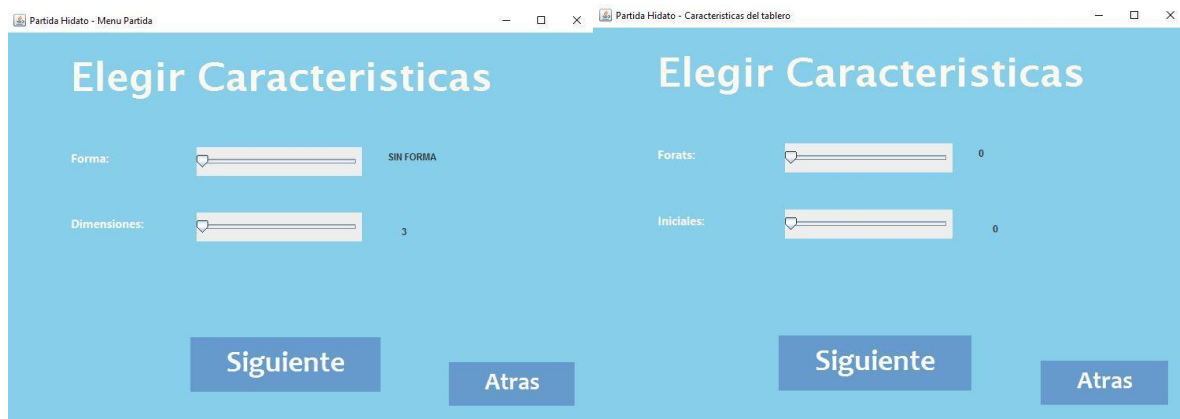 Partida Hidato - Menu Partida
Elegir Caracteristicas
Forma:
SIN FORMA
Dimensiones:
3
Siguiente
Atras
Partida Hidato - Caracteristicas del tablero
Elegir Caracteristicas
Forats:
0
Iniciales:
0
Siguiente
Atras